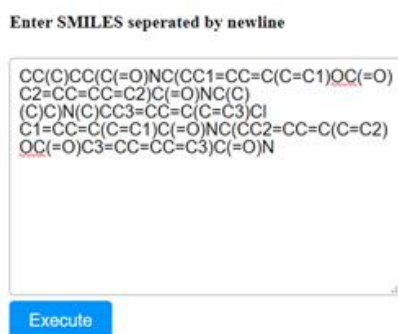 Enter SMILES seperated by newline
CC(C)CC(C(=O)NC(CC1=CC=C(C=C1)OC(=O)
C2=CC=CC=C2)C(=O)NC(C)
(C)C)N(C)CC3=CC=C(C=C3)Cl
C1=CC=C(C=C1)C(=O)NC(CC2=CC=C(C=C2)
OC(=O)C3=CC=CC=C3)C(=O)N
Execute